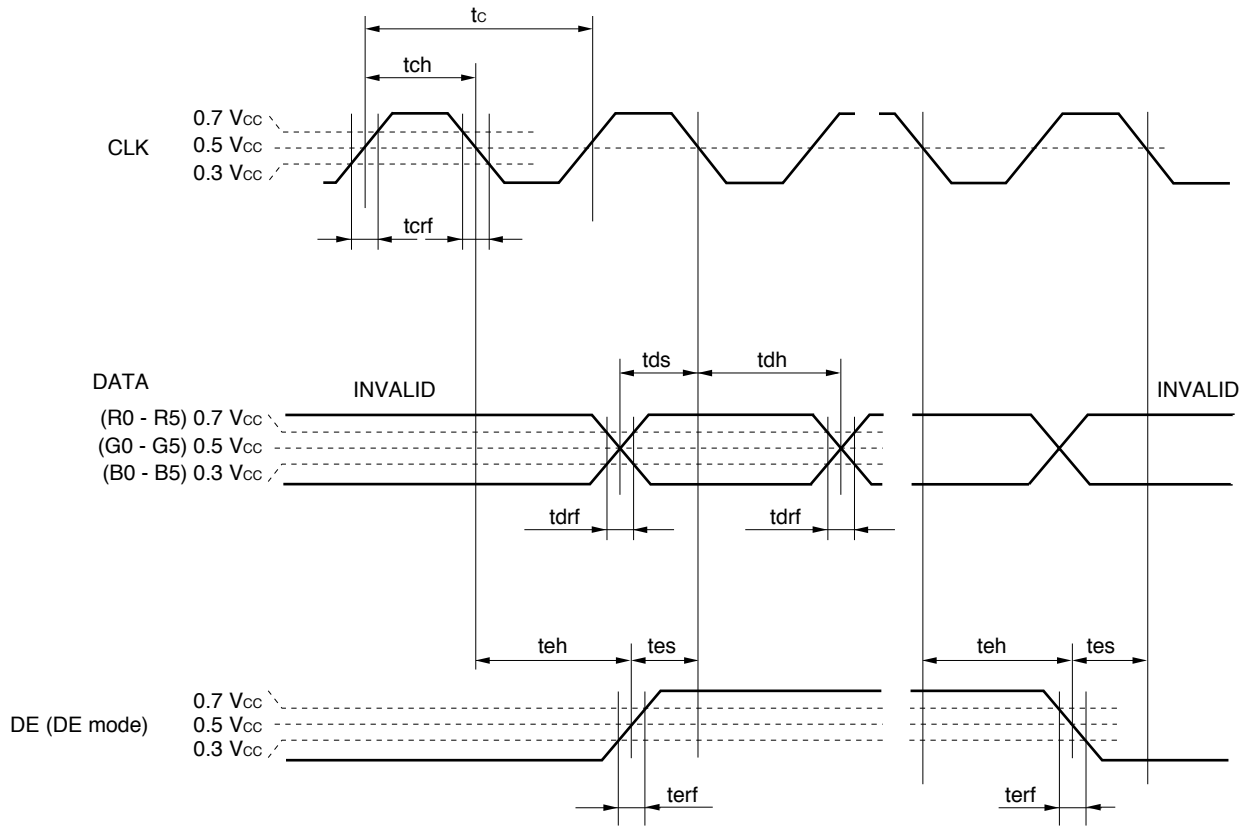 tc
tch
0.7 Vcc
CLK 0.5 Vcc
0.3 Vcc
tcrf
tds tdh
DATA INVALID INVALID
(R0 - R5) 0.7 Vcc
(G0 - G5) 0.5 Vcc
(B0 - B5) 0.3 Vcc
tdrf tdrf
teh tes teh tes
0.7 Vcc
DE (DE mode) 0.5 Vcc
0.3 Vcc
terf terf